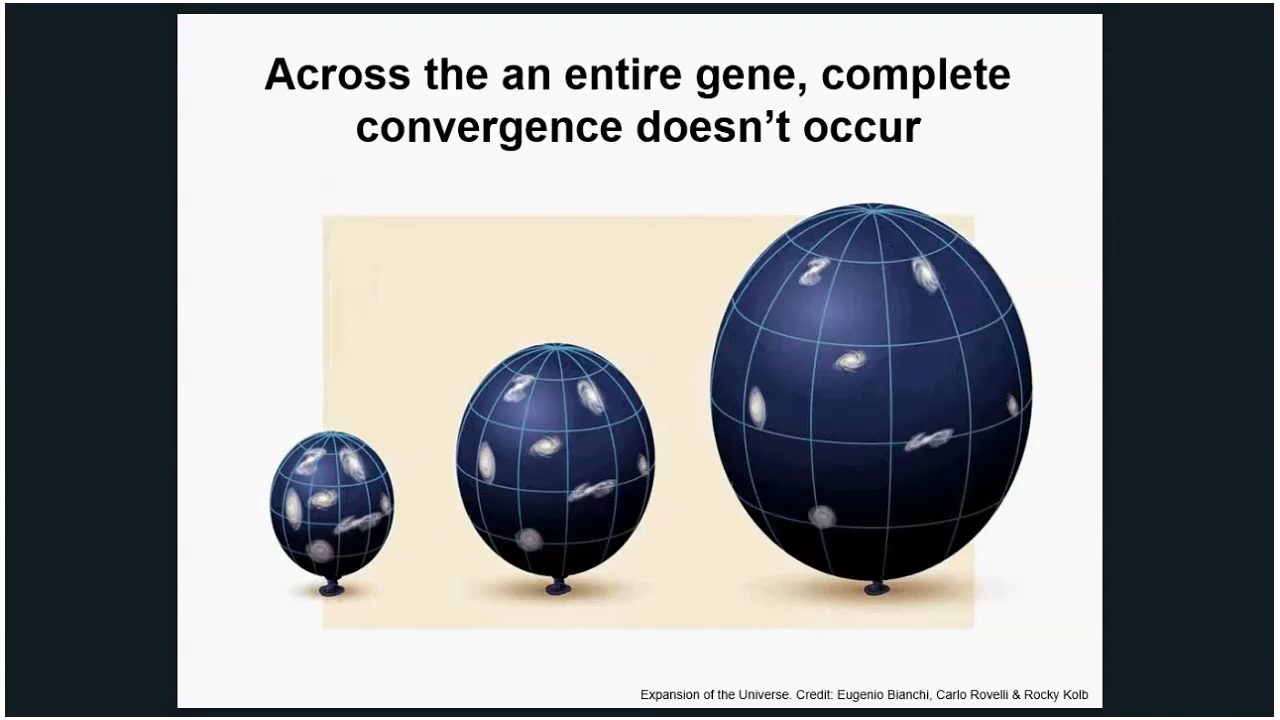 Across the an entire gene, complete
convergence doesn’t occur
Expansion of the Universe. Credit: Eugenio Bianchi, Carlo Rovelli & Rocky Kolb